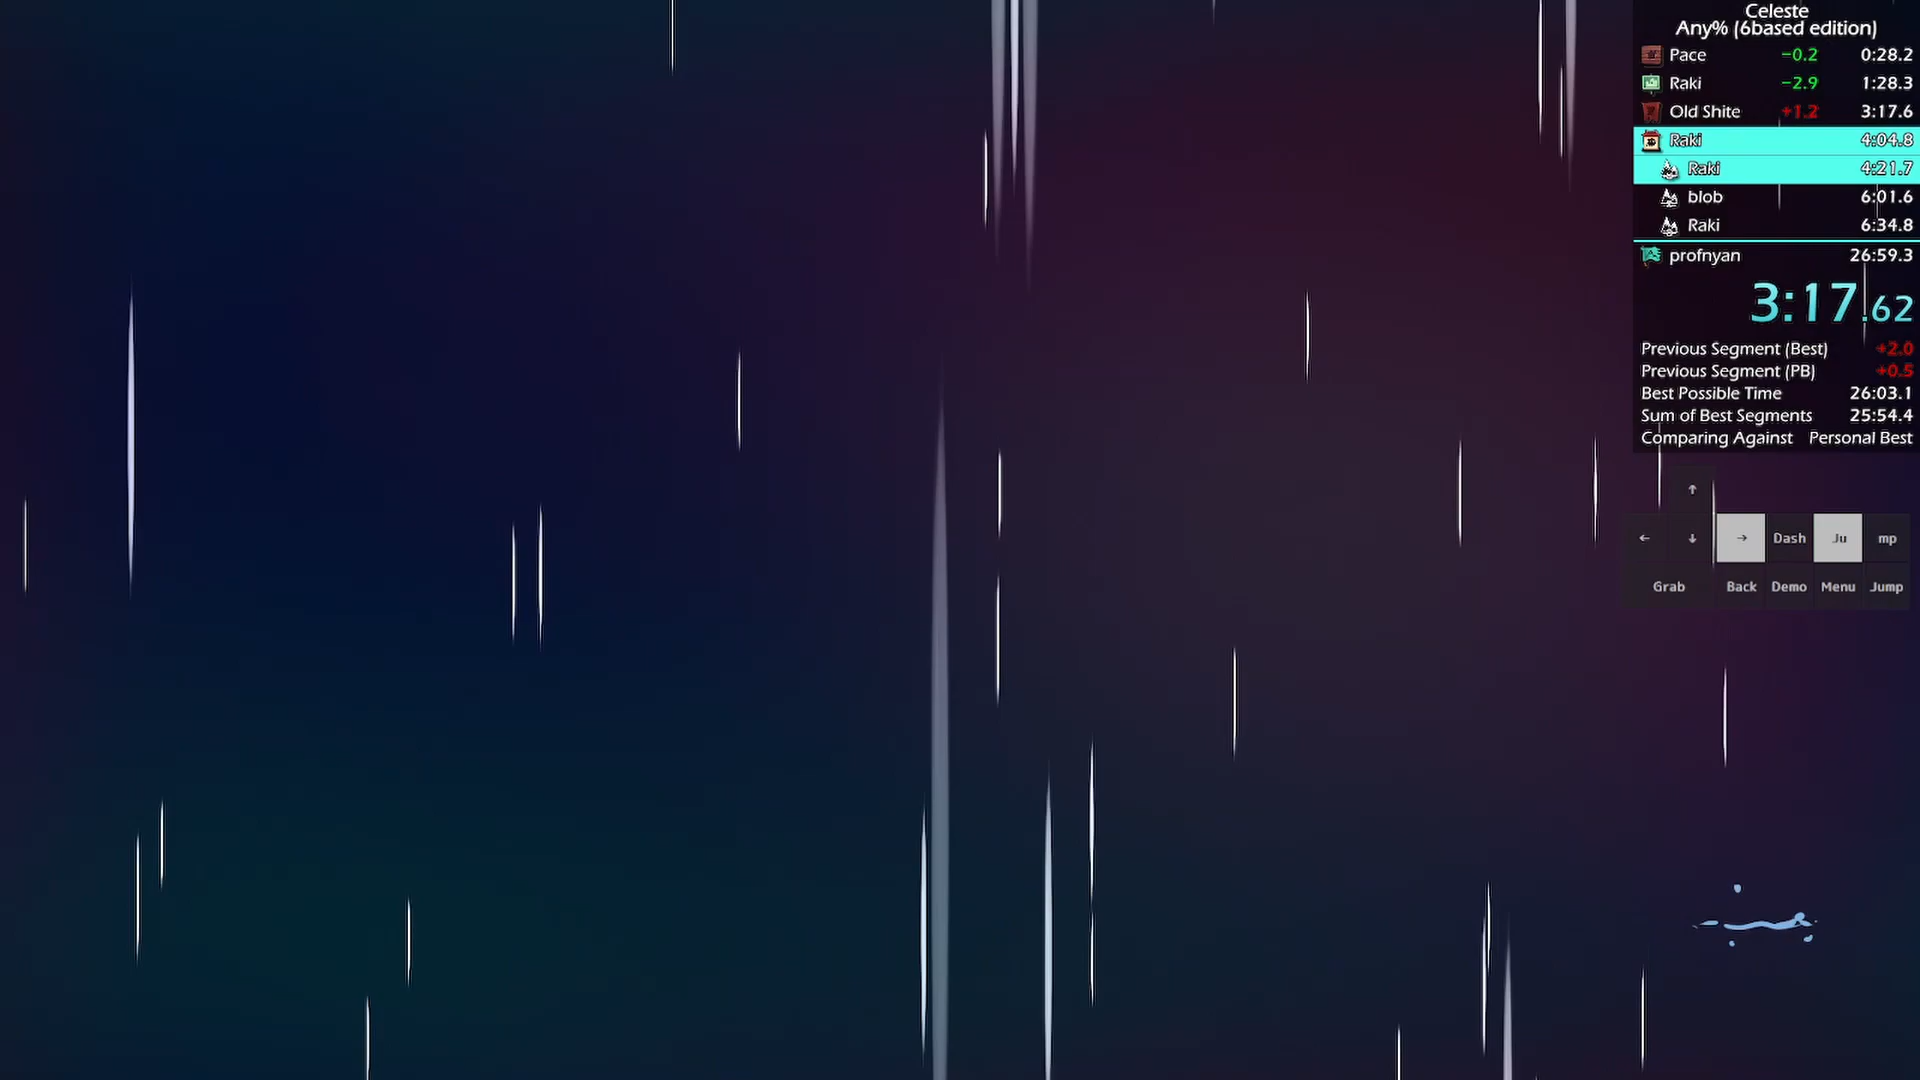 Celeste
Any% (6based edition)
Pace -0.2 0:28.2
Raki -2.9 1:28.3
Old Shite +1.2 3:17.6
Raki 4:04.8
Raki 4:21.7
blob 6:01.6
Raki 6:34.8
profnyan 26:59.3
3:17.62
Previous Segment (Best) +2.0
Previous Segment (PB) +0.5
Best Possible Time 26:03.1
Sum of Best Segments 25:54.4
Comparing Against Personal Best
↑
← ↓ → Dash Ju mp
Grab Back Demo Menu Jump